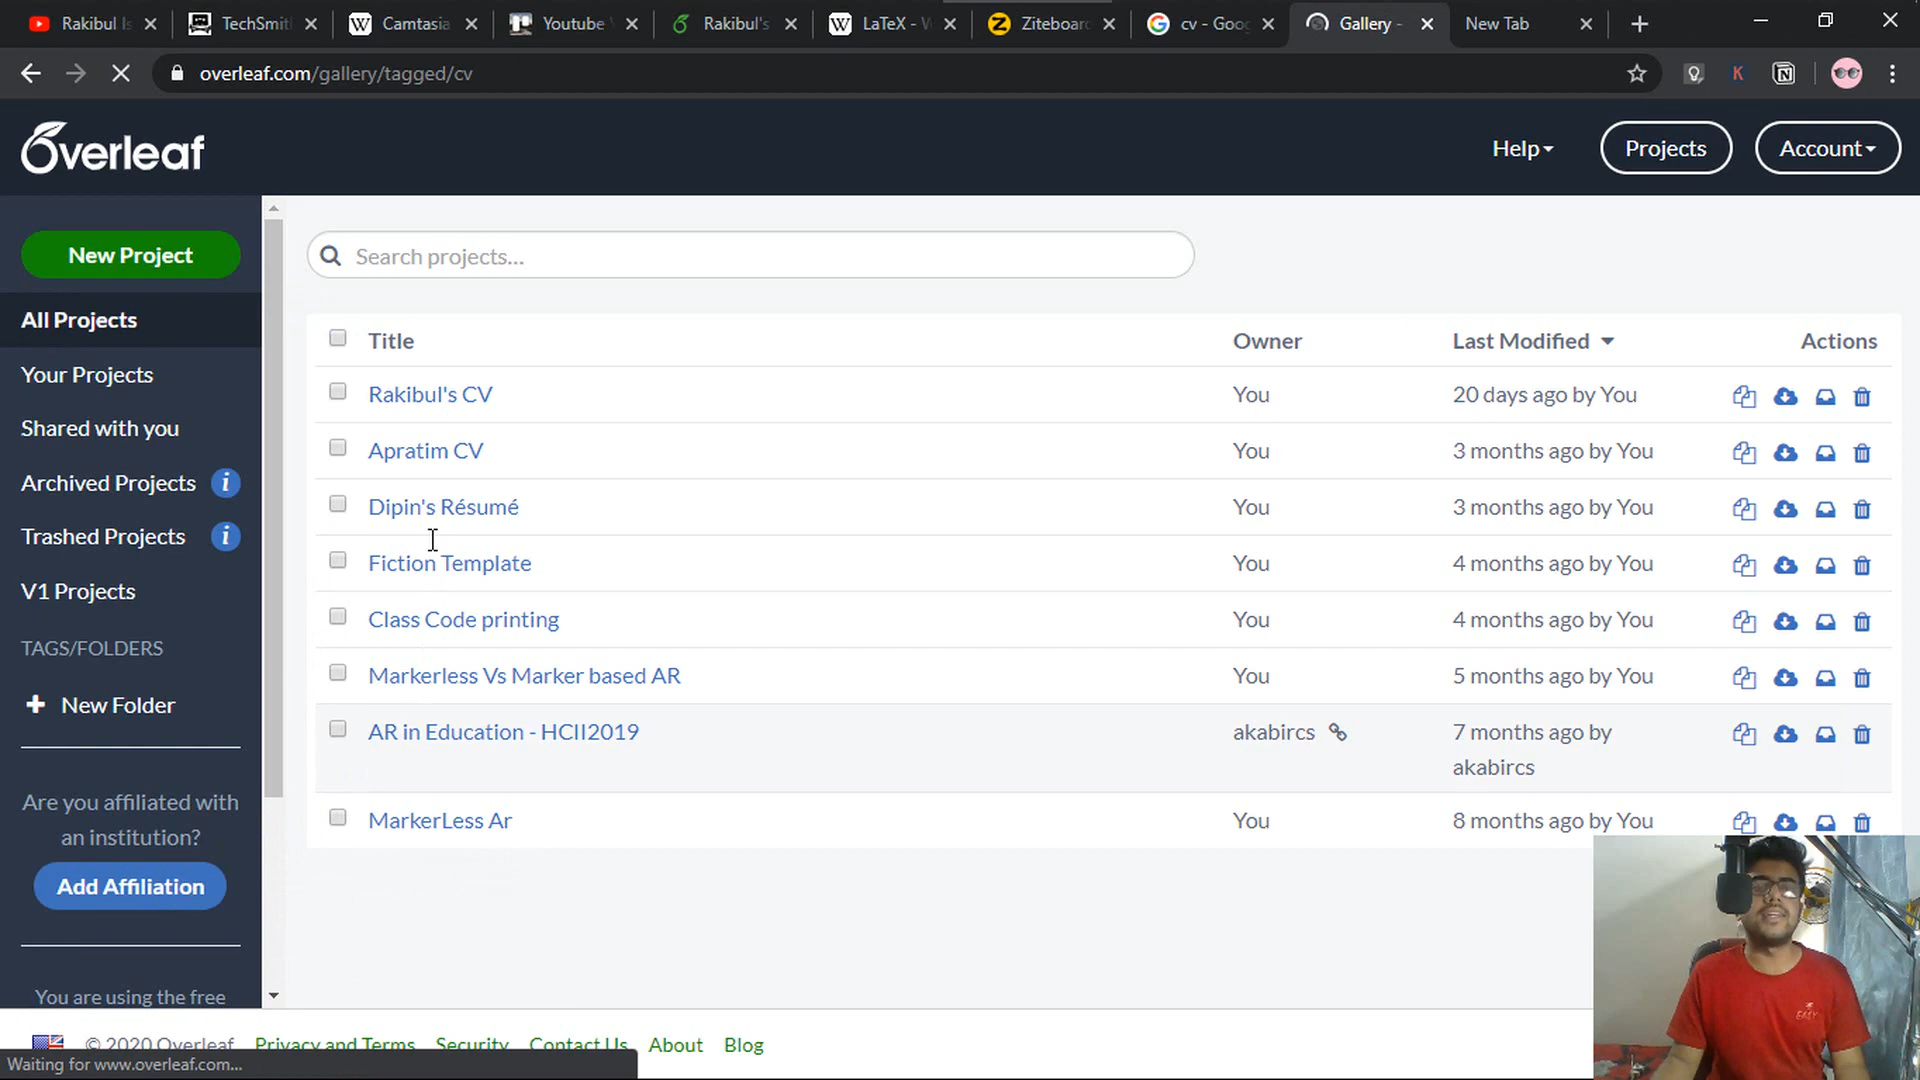 Rakibul Is
TechSmit
Camtasia
Youtube
Rakibul's
LaTeX - W
Ziteboard
cv - Goo
Gallery -
New Tab
overleaf.com/gallery/tagged/cv
K
Overleaf
Help
Projects
Account
New Project
All Projects
Your Projects
Shared with you
Archived Projects
Trashed Projects
V1 Projects
TAGS/FOLDERS
New Folder
Are you affiliated with
an institution?
Add Affiliation
You are using the free
Search projects...
Title Owner Last Modified Actions
Rakibul's CV You 20 days ago by You
Apratim CV You 3 months ago by You
Dipin's Résumé You 3 months ago by You
Fiction Template You 4 months ago by You
Class Code printing You 4 months ago by You
Markerless Vs Marker based AR You 5 months ago by You
AR in Education - HCII2019 akabircs 7 months ago by
akabircs
MarkerLess Ar You 8 months ago by You
© 2020 Overleaf Privacy and Terms Security Contact Us About Blog
Waiting for www.overleaf.com...
EASY